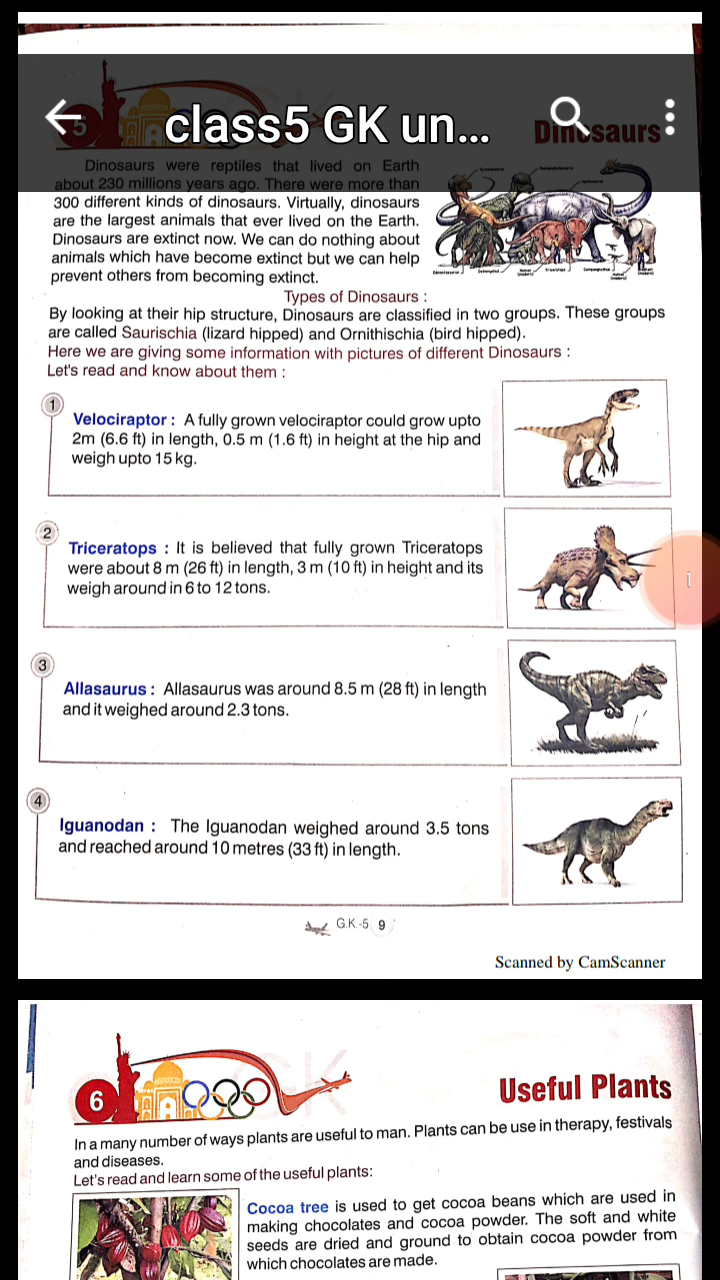 class5 GK un...
5
Dinosaurs
Dinosaurs were reptiles that lived on Earth
about 230 millions years ago. There were more than
300 different kinds of dinosaurs. Virtually, dinosaurs
are the largest animals that ever lived on the Earth.
Dinosaurs are extinct now. We can do nothing about
animals which have become extinct but we can help
prevent others from becoming extinct.
Types of Dinosaurs :
By looking at their hip structure, Dinosaurs are classified in two groups. These groups
are called Saurischia (lizard hipped) and Ornithischia (bird hipped).
Here we are giving some information with pictures of different Dinosaurs :
Let's read and know about them :
1
Velociraptor : A fully grown velociraptor could grow upto
2m (6.6 ft) in length, 0.5 m (1.6 ft) in height at the hip and
weigh upto 15 kg.
2
Triceratops : It is believed that fully grown Triceratops
were about 8 m (26 ft) in length, 3 m (10 ft) in height and its
weigh around in 6 to 12 tons.
3
Allasaurus : Allasaurus was around 8.5 m (28 ft) in length
and it weighed around 2.3 tons.
4
Iguanodan : The Iguanodan weighed around 3.5 tons
and reached around 10 metres (33 ft) in length.
G.K.-5 9
Scanned by CamScanner
6
Useful Plants
In a many number of ways plants are useful to man. Plants can be use in therapy, festivals
and diseases.
Let's read and learn some of the useful plants:
Cocoa tree is used to get cocoa beans which are used in
making chocolates and cocoa powder. The soft and white
seeds are dried and ground to obtain cocoa powder from
which chocolates are made.